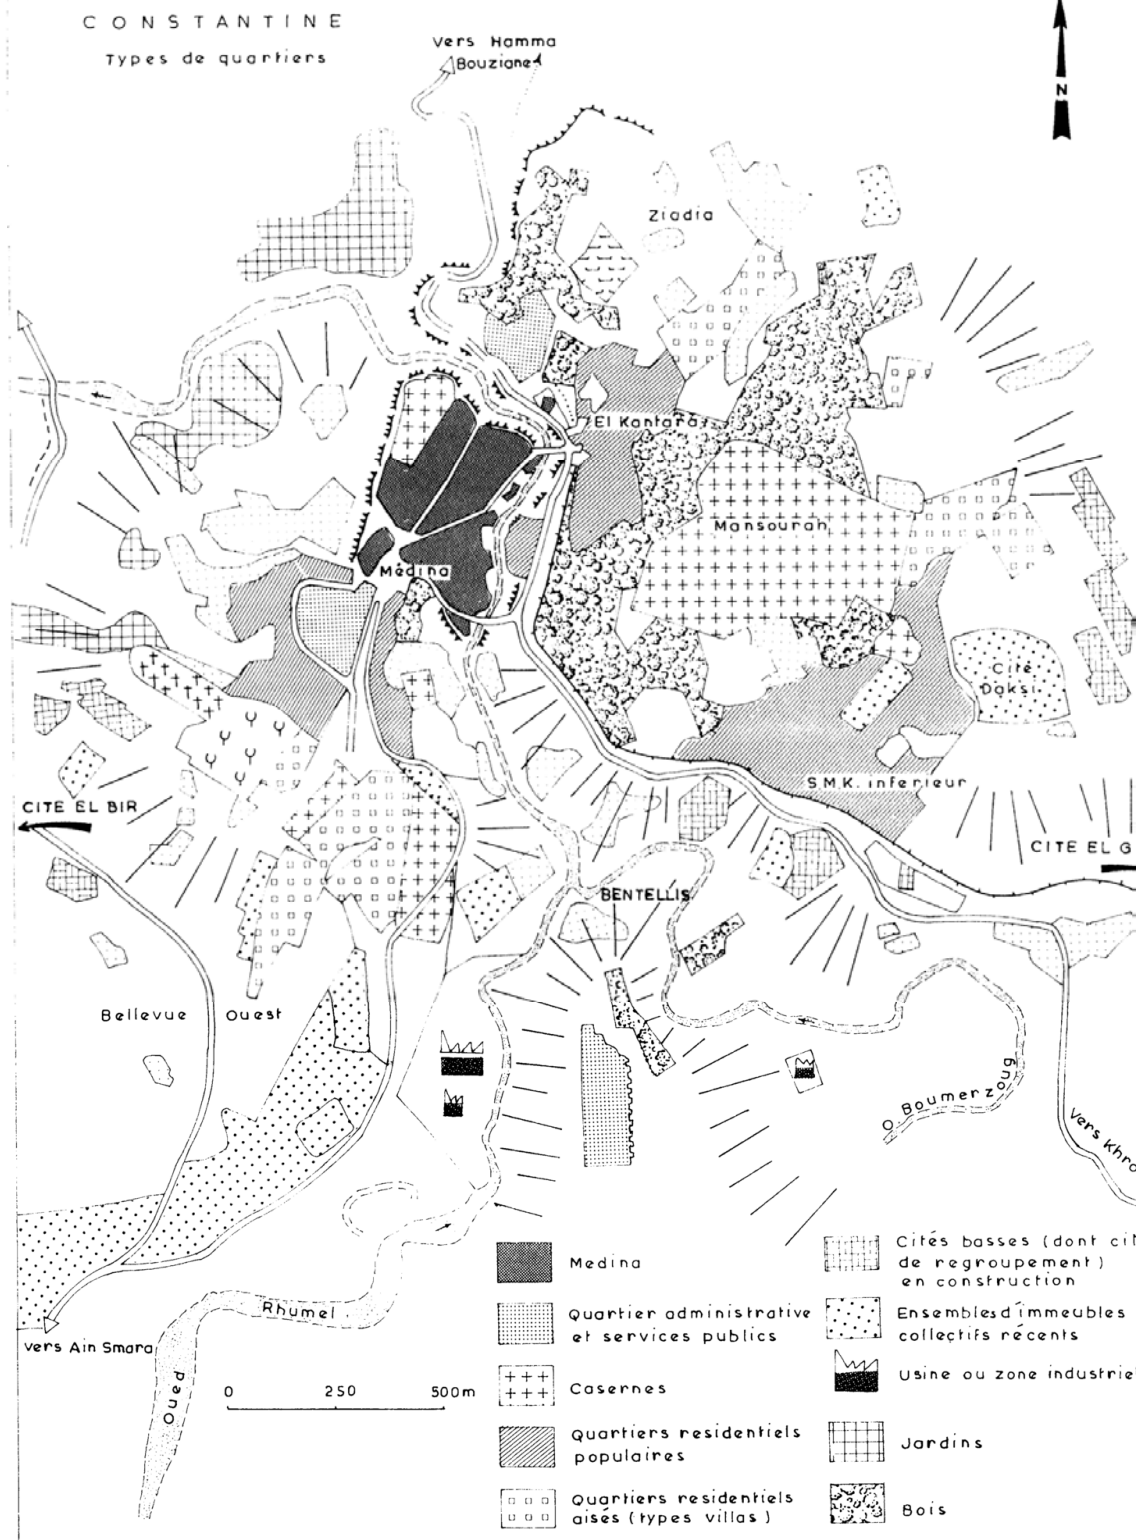 CONSTANTINE
Types de quartiers
Vers Hamma
Bouziane
N
Ziadia
El Kantara
Mansourah
Médina
Cité
Daksi
S.M.K. inferieur
CITE EL BIR
CITE EL G
BENTELLIS
Bellevue Ouest
O. Boumerzoug
Vers Khro
Rhumel
Oued
vers Ain Smara
0 250 500m
Medina
Quartier administrative
et services publics
Casernes
Quartiers residentiels
populaires
Quartiers residentiels
aisés (types villas)
Cités basses (dont cit
de regroupement)
en construction
Ensembles d'immeubles
collectifs récents
Usine ou zone industriel
Jardins
Bois